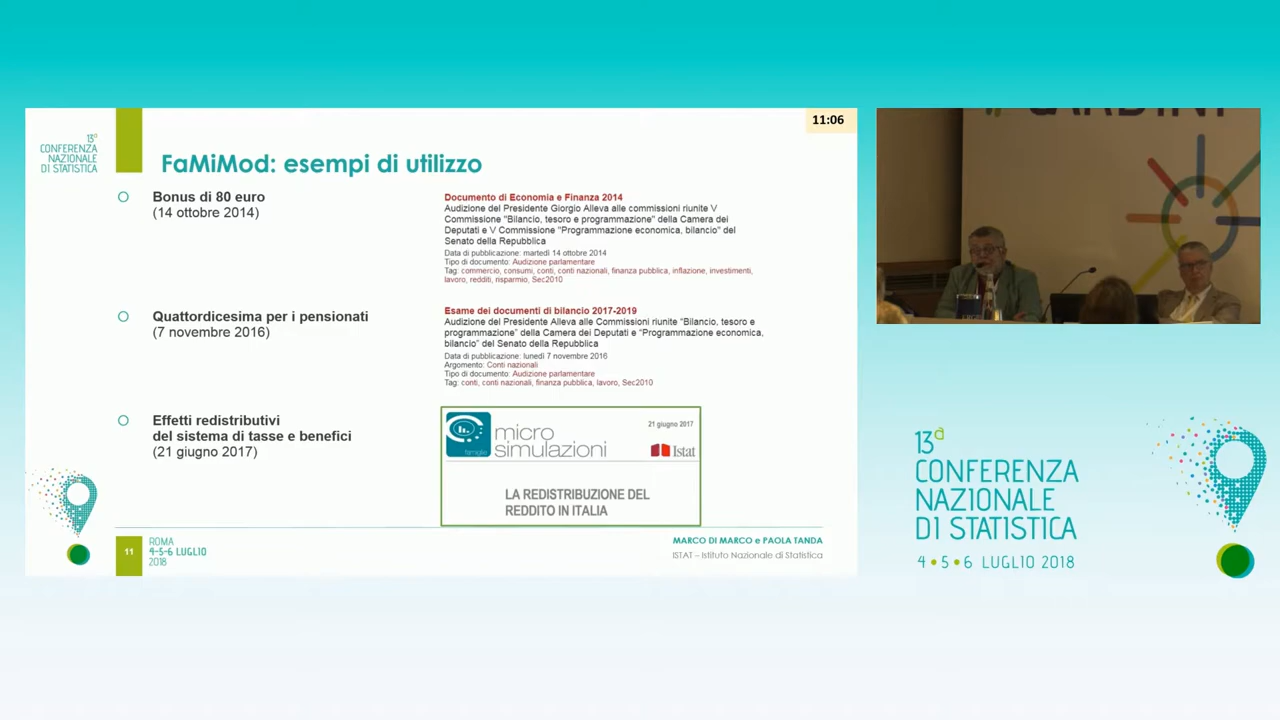 11:06
13°
CONFERENZA
NAZIONALE
DI STATISTICA
FaMiMod: esempi di utilizzo
Bonus di 80 euro
(14 ottobre 2014)
Documento di Economia e Finanza 2014
Audizione del Presidente Giorgio Alleva alle commissioni riunite V
Commissione "Bilancio, tesoro e programmazione" della Camera dei
Deputati e V Commissione "Programmazione economica, bilancio" del
Senato della Repubblica
Data di pubblicazione: martedì 14 ottobre 2014
Tipo di documento: Audizione parlamentare
Tag: commercio, consumi, conti, conti nazionali, finanza pubblica, inflazione, investimenti,
lavoro, redditi, risparmio, Sec2010
Quattordicesima per i pensionati
(7 novembre 2016)
Esame dei documenti di bilancio 2017-2019
Audizione del Presidente Alleva alle Commissioni riunite "Bilancio, tesoro e
programmazione" della Camera dei Deputati e "Programmazione economica,
bilancio" del Senato della Repubblica
Data di pubblicazione: lunedì 7 novembre 2016
Argomento: Conti nazionali
Tipo di documento: Audizione parlamentare
Tag: conti, conti nazionali, finanza pubblica, lavoro, Sec2010
Effetti redistributivi
del sistema di tasse e benefici
(21 giugno 2017)
famiglie
micro
simulazioni
21 giugno 2017
Istat
LA REDISTRIBUZIONE DEL
REDDITO IN ITALIA
11
ROMA
4-5-6 LUGLIO
2018
MARCO DI MARCO e PAOLA TANDA
ISTAT – Istituto Nazionale di Statistica
13a
CONFERENZA
NAZIONALE
DI STATISTICA
4 • 5 • 6 LUGLIO 2018